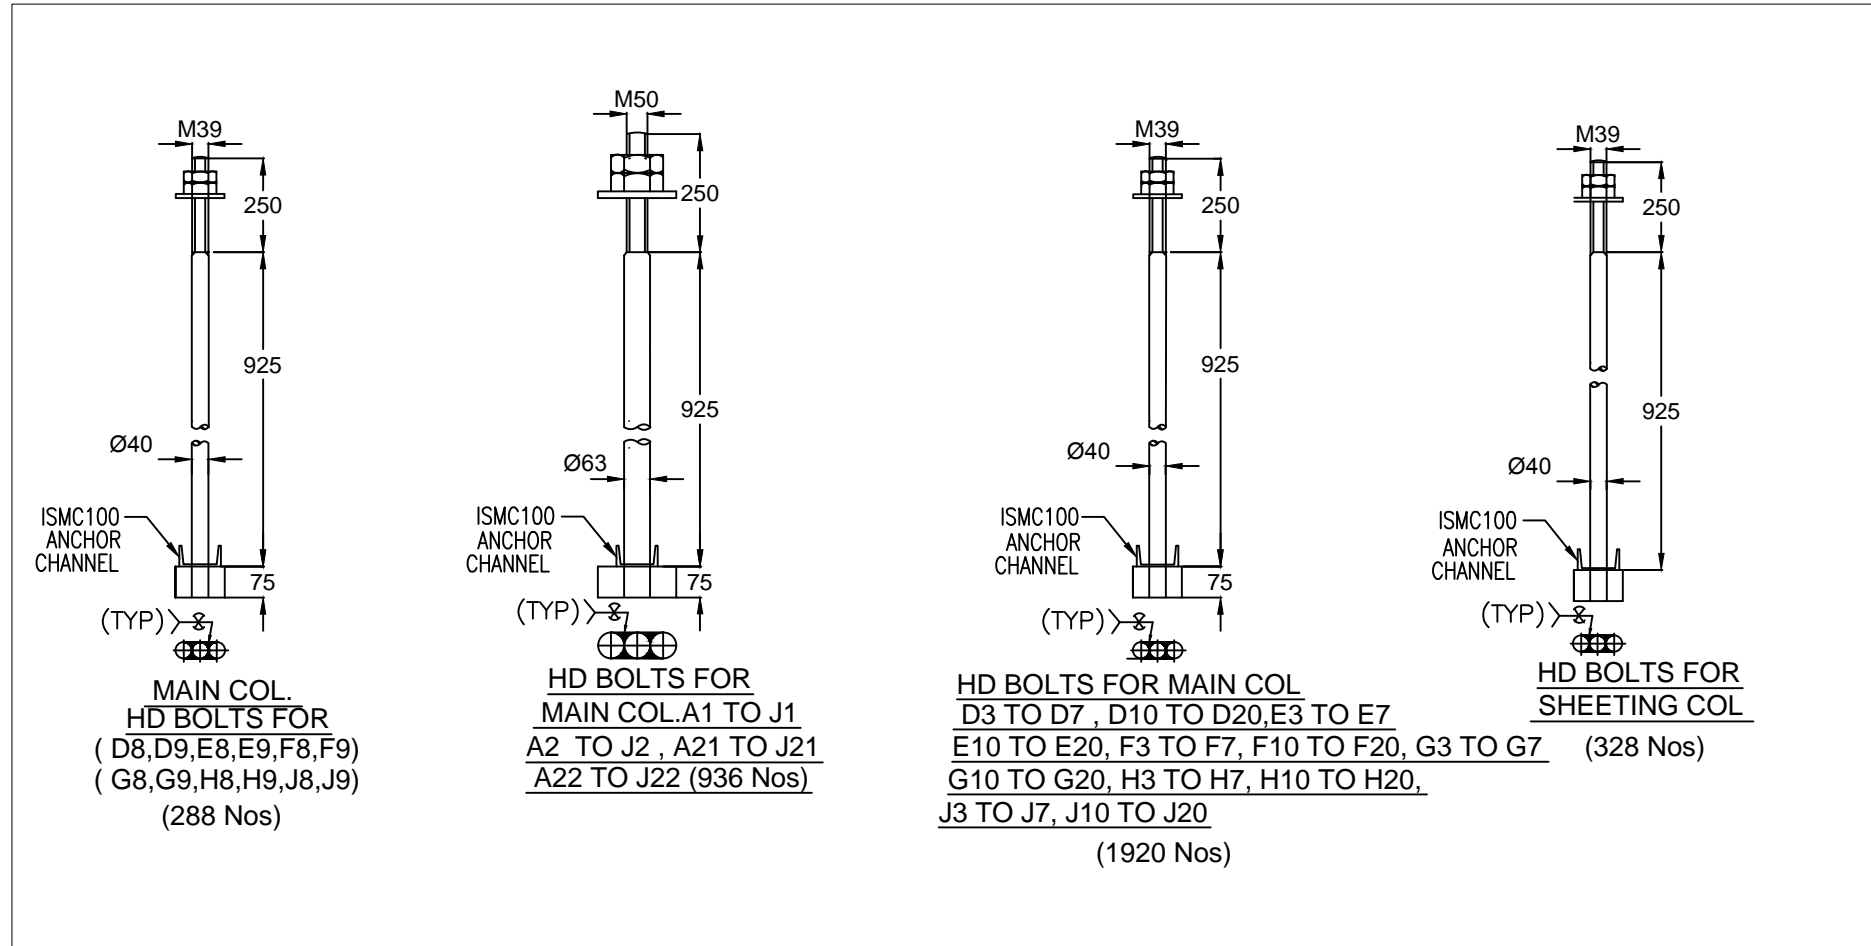 M39
250
925
Ø40
ISMC100
ANCHOR
CHANNEL
75
(TYP)
MAIN COL.
HD BOLTS FOR
( D8,D9,E8,E9,F8,F9)
( G8,G9,H8,H9,J8,J9)
(288 Nos)
M50
250
925
Ø63
ISMC100
ANCHOR
CHANNEL
75
(TYP)
HD BOLTS FOR
MAIN COL.A1 TO J1
A2 TO J2 , A21 TO J21
A22 TO J22 (936 Nos)
M39
250
925
Ø40
ISMC100
ANCHOR
CHANNEL
75
(TYP)
HD BOLTS FOR MAIN COL
D3 TO D7 , D10 TO D20,E3 TO E7
E10 TO E20, F3 TO F7, F10 TO F20, G3 TO G7
G10 TO G20, H3 TO H7, H10 TO H20,
J3 TO J7, J10 TO J20
(1920 Nos)
M39
250
925
Ø40
ISMC100
ANCHOR
CHANNEL
(TYP)
HD BOLTS FOR
SHEETING COL
(328 Nos)